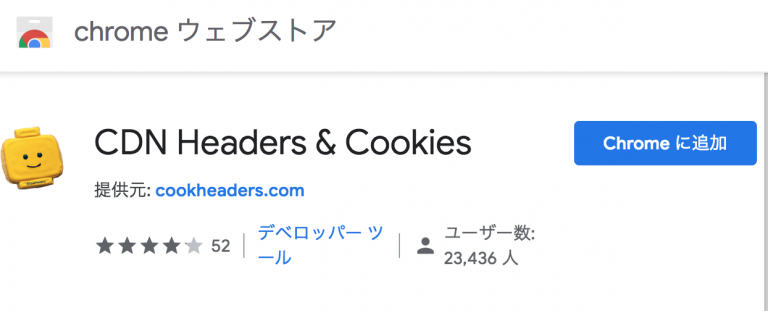 chrome ウェブストア
CDN Headers & Cookies
Chrome に追加
提供元: cookheaders.com
52
デベロッパー ツ
ール
ユーザー数:
23,436 人